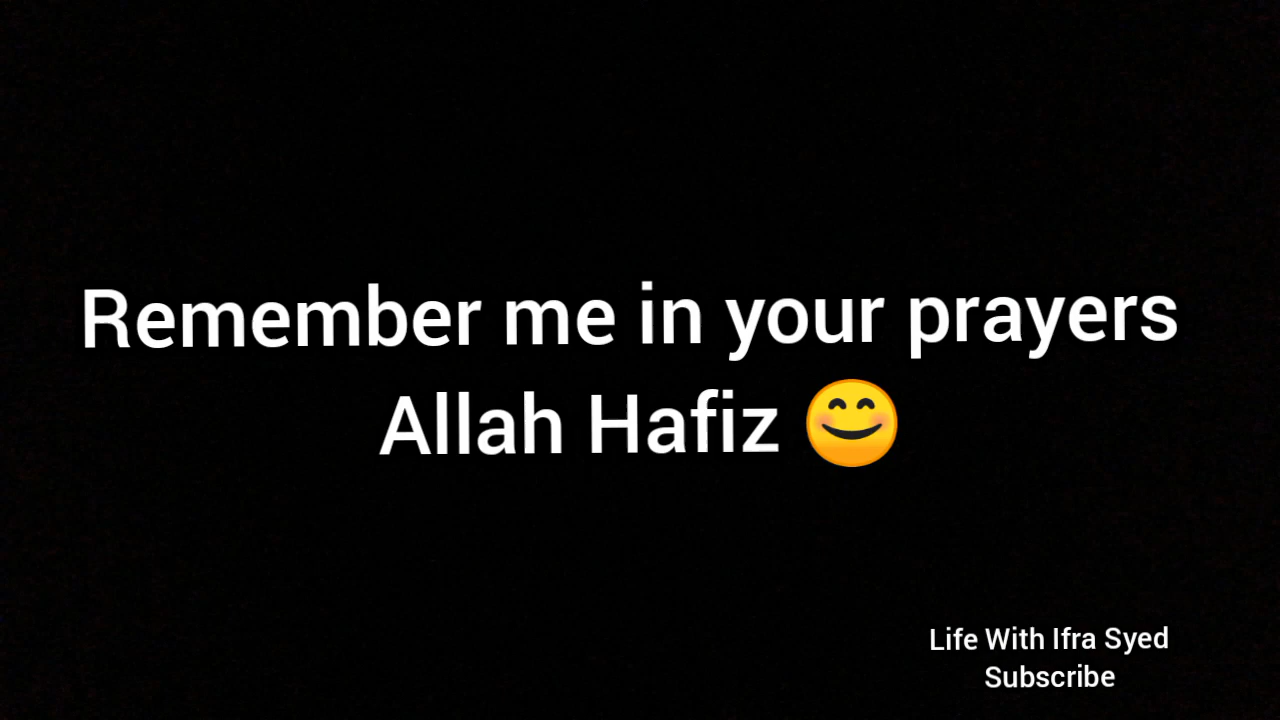 Remember me in your prayers
Allah Hafiz 😊
Life With Ifra Syed
Subscribe